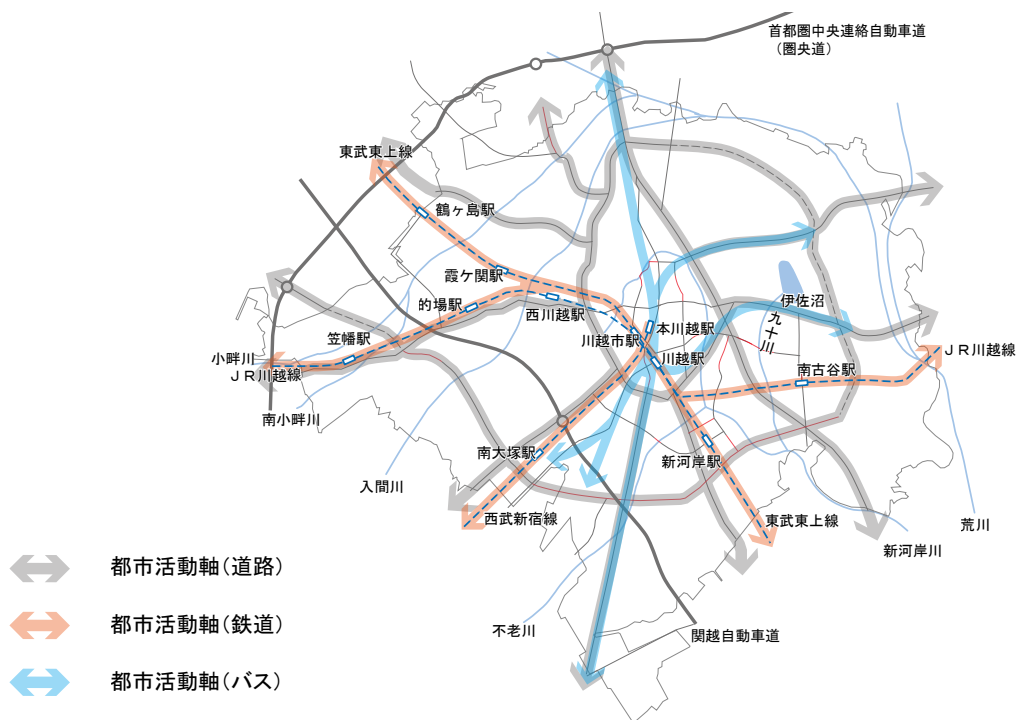 首都圏中央連絡自動車道
（圏央道）
東武東上線
鶴ヶ島駅
霞ケ関駅
的場駅
西川越駅
伊佐沼
笠幡駅
川越市駅
本川越駅
九十川
小畔川
川越駅
ＪＲ川越線
ＪＲ川越線
南古谷駅
南小畔川
南大塚駅
新河岸駅
入間川
西武新宿線
東武東上線
荒川
新河岸川
都市活動軸（道路）
都市活動軸（鉄道）
不老川
関越自動車道
都市活動軸（バス）